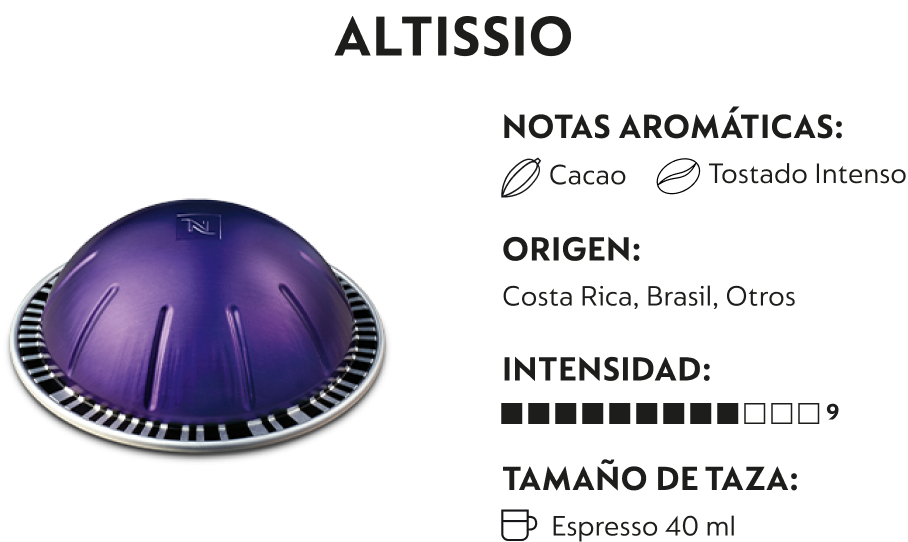 ALTISSIO
NOTAS AROMÁTICAS:
Cacao Tostado Intenso
ORIGEN:
Costa Rica, Brasil, Otros
INTENSIDAD:
9
TAMAÑO DE TAZA:
Espresso 40 ml